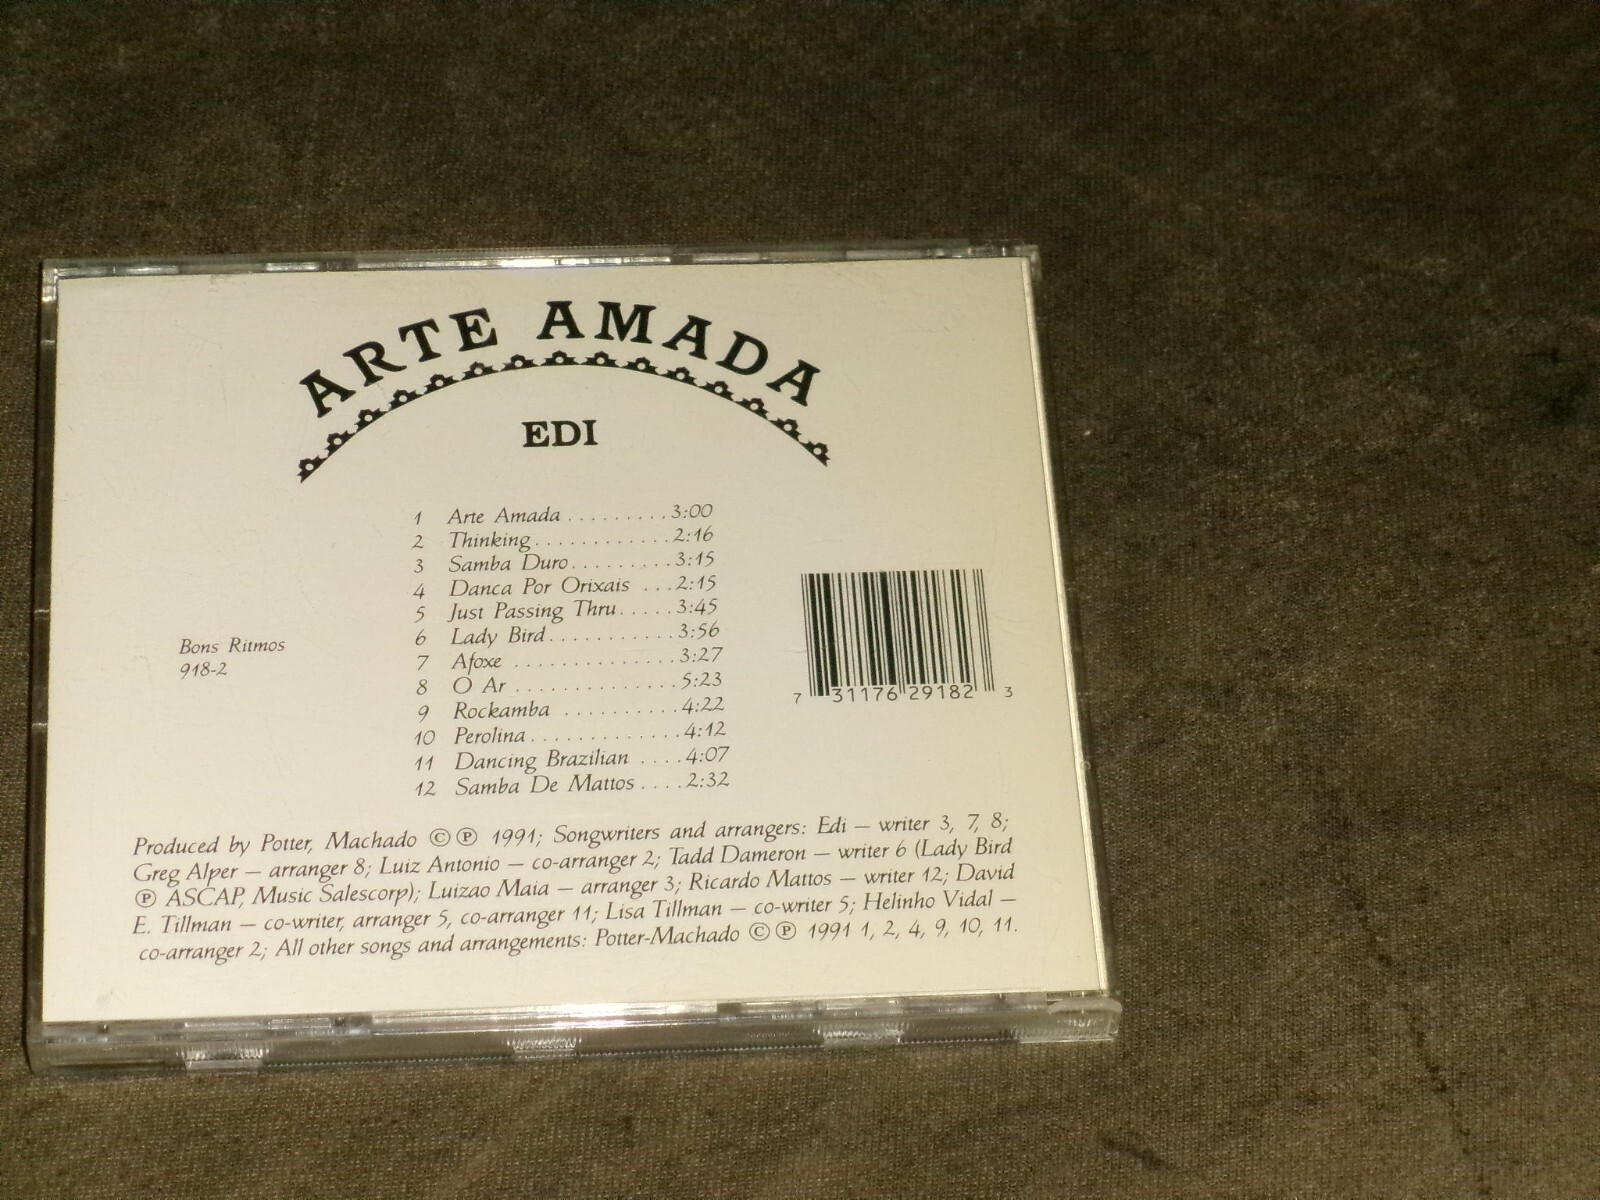 ARTE AMADA
EDI
1 Arte Amada . . . . . . . . . 3:00
2 Thinking . . . . . . . . . . . . 2:16
3 Samba Duro . . . . . . . . . 3:15
4 Danca Por Orixais . . . 2:15
5 Just Passing Thru . . . . . 3:45
6 Lady Bird . . . . . . . . . . . 3:56
7 Afoxe . . . . . . . . . . . . . . 3:27
8 O Ar . . . . . . . . . . . . . . 5:23
9 Rockamba . . . . . . . . . . 4:22
10 Perolina . . . . . . . . . . . . . 4:12
11 Dancing Brazilian . . . . 4:07
12 Samba De Mattos . . . . 2:32
Bons Ritmos
918-2
7 31176 29182 3
Produced by Potter, Machado © ℗ 1991; Songwriters and arrangers: Edi — writer 3, 7, 8;
Greg Alper — arranger 8; Luiz Antonio — co-arranger 2; Tadd Dameron — writer 6 (Lady Bird
℗ ASCAP, Music Salescorp); Luizao Maia — arranger 3; Ricardo Mattos — writer 12; David
E. Tillman — co-writer, arranger 5, co-arranger 11; Lisa Tillman — co-writer 5; Helinho Vidal —
co-arranger 2; All other songs and arrangements: Potter-Machado © ℗ 1991 1, 2, 4, 9, 10, 11.